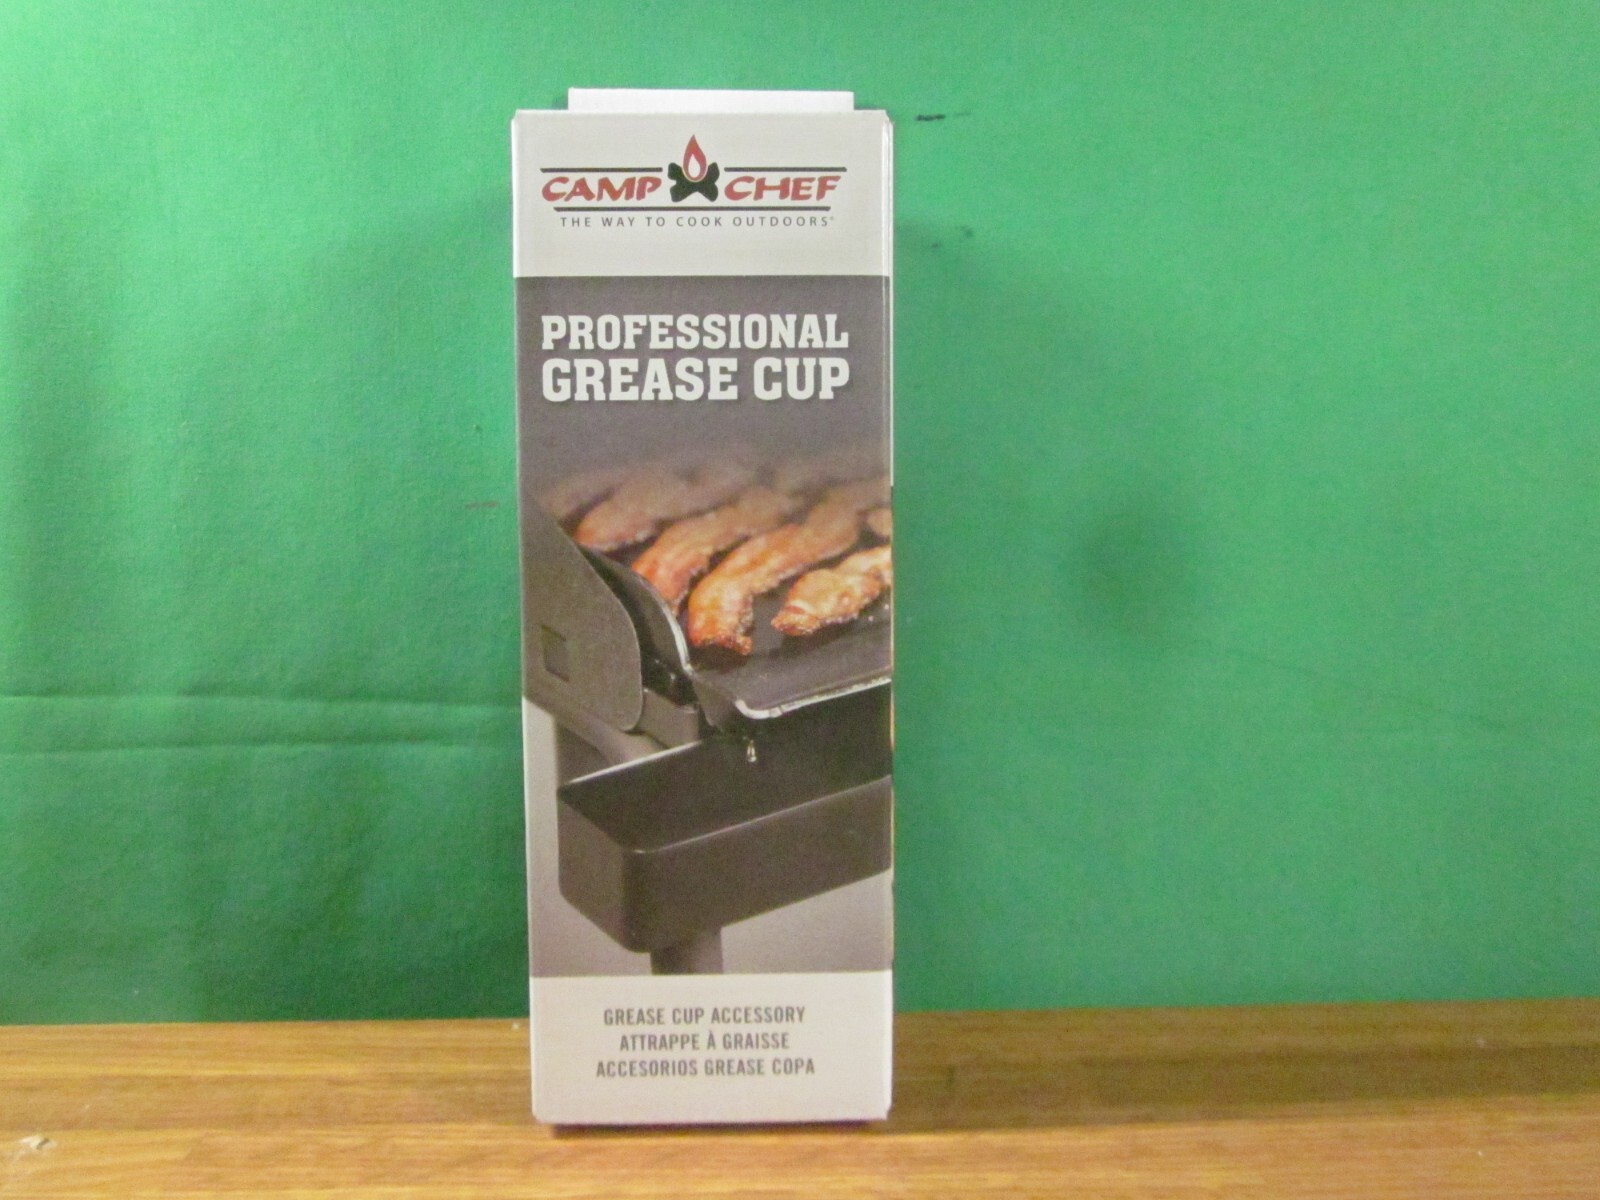 CAMP CHEF
THE WAY TO COOK OUTDOORS®
PROFESSIONAL
GREASE CUP
GREASE CUP ACCESSORY
ATTRAPPE À GRAISSE
ACCESORIOS GREASE COPA